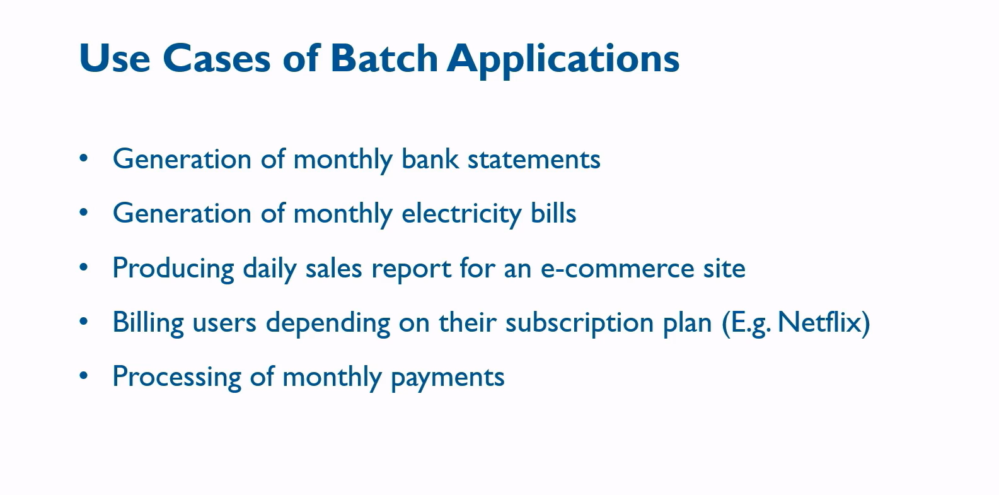 Use Cases of Batch Applications
• Generation of monthly bank statements
• Generation of monthly electricity bills
• Producing daily sales report for an e-commerce site
• Billing users depending on their subscription plan (E.g. Netflix)
• Processing of monthly payments